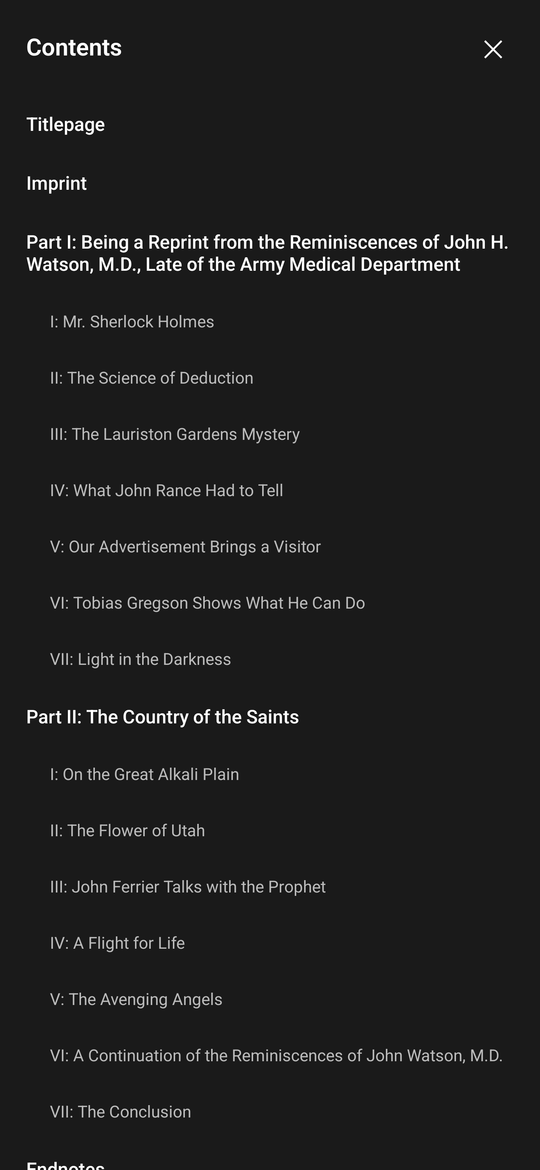 Contents
Titlepage
Imprint
Part I: Being a Reprint from the Reminiscences of John H.
Watson, M.D., Late of the Army Medical Department
I: Mr. Sherlock Holmes
II: The Science of Deduction
III: The Lauriston Gardens Mystery
IV: What John Rance Had to Tell
V: Our Advertisement Brings a Visitor
VI: Tobias Gregson Shows What He Can Do
VII: Light in the Darkness
Part II: The Country of the Saints
I: On the Great Alkali Plain
II: The Flower of Utah
III: John Ferrier Talks with the Prophet
IV: A Flight for Life
V: The Avenging Angels
VI: A Continuation of the Reminiscences of John Watson, M.D.
VII: The Conclusion
Endnotes